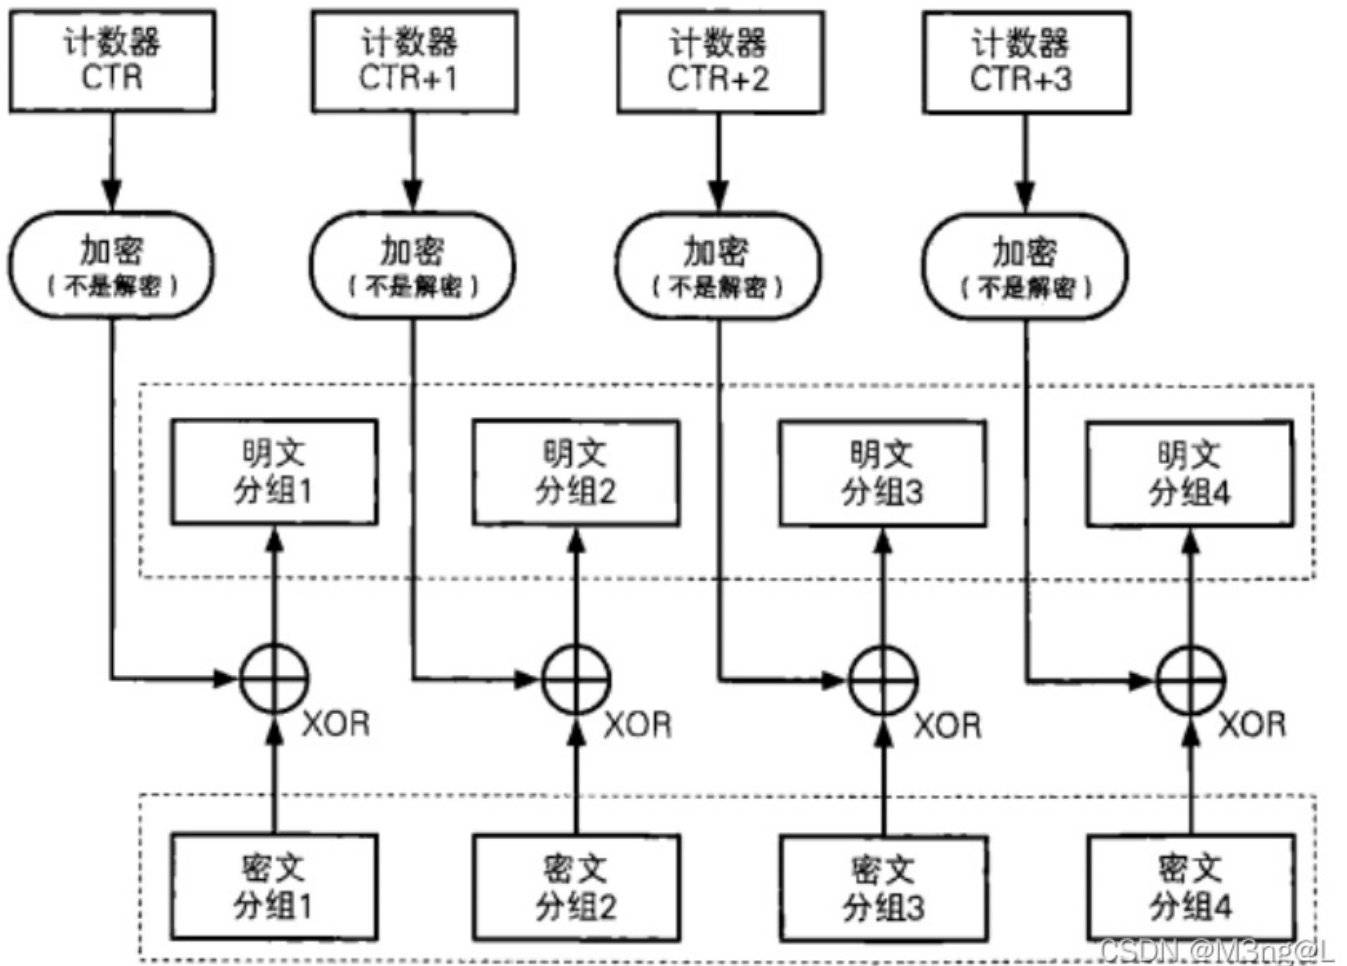 计数器
CTR
计数器
CTR+1
计数器
CTR+2
计数器
CTR+3
加密
(不是解密)
加密
(不是解密)
加密
(不是解密)
加密
(不是解密)
明文
分组1
明文
分组2
明文
分组3
明文
分组4
XOR
XOR
XOR
XOR
密文
分组1
密文
分组2
密文
分组3
密文
分组4
CSDN @M3ng@L